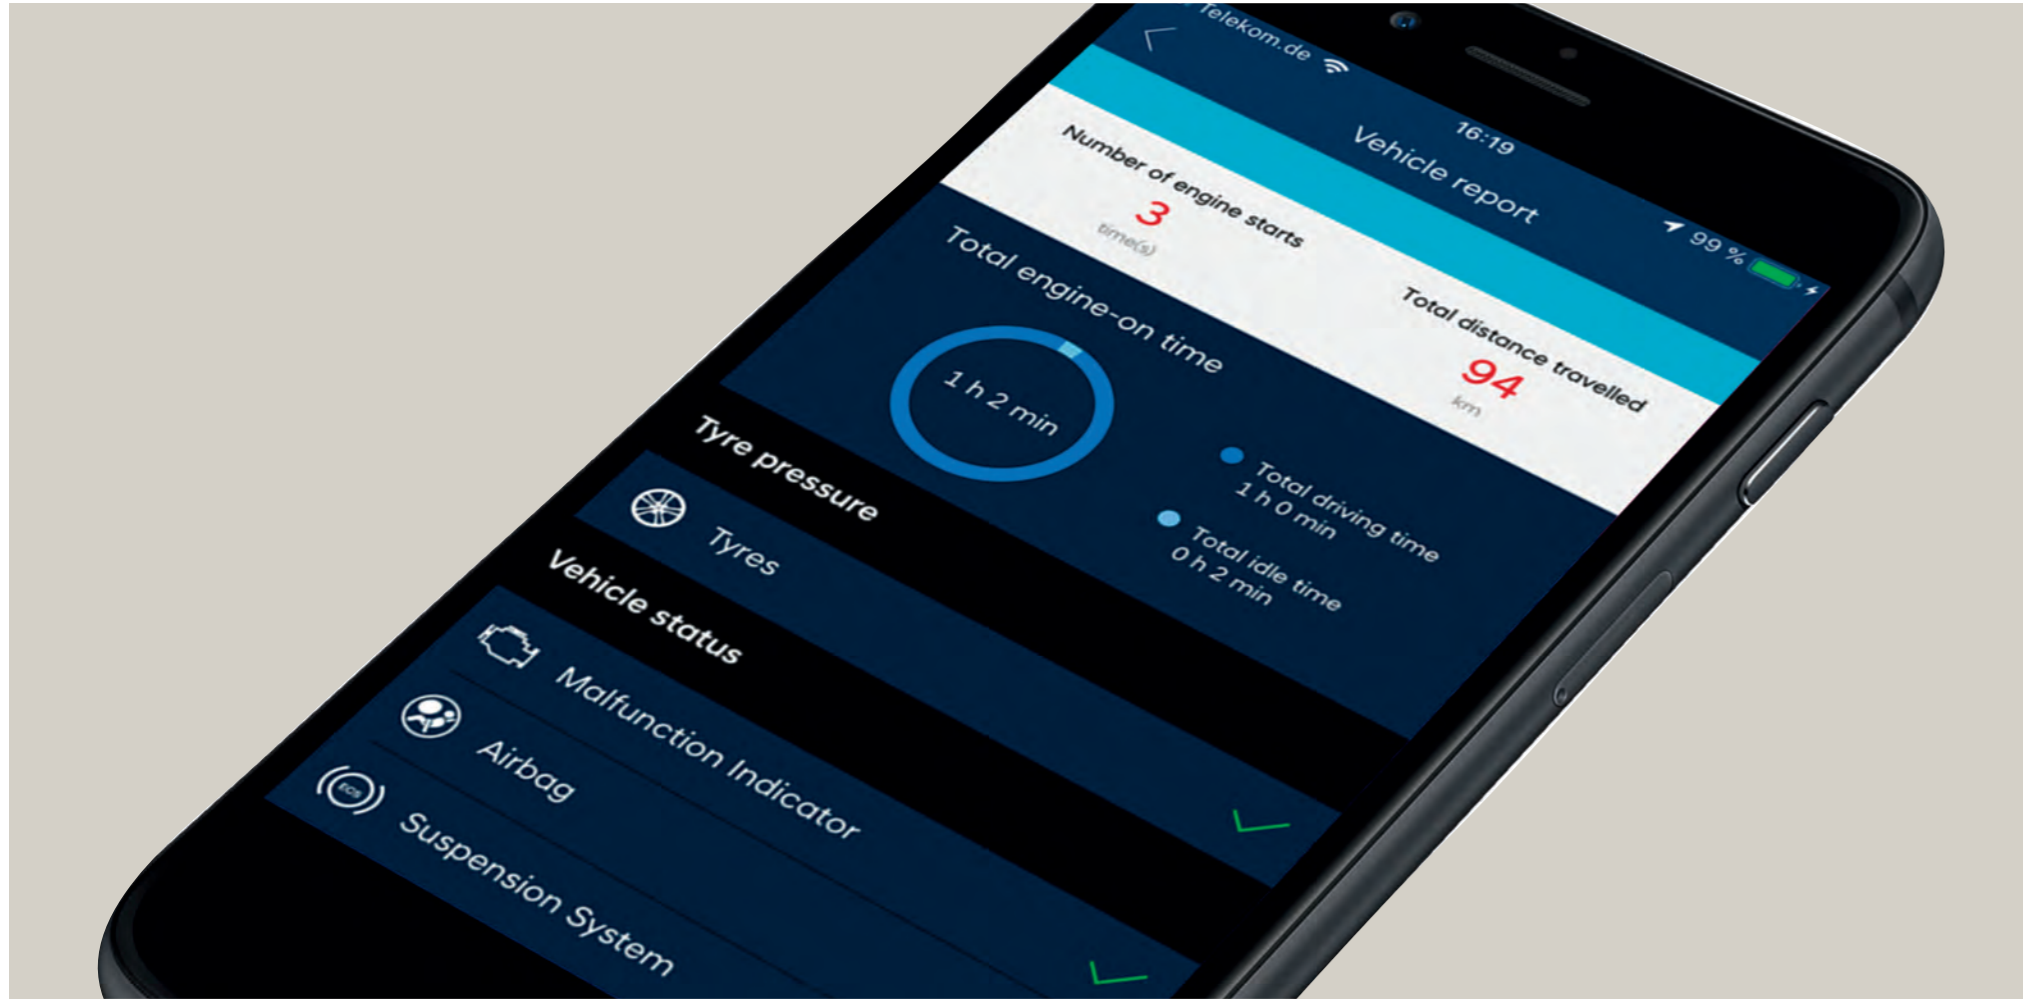 Telekom.de
16:19
99 %
Vehicle report
Number of engine starts
3
time(s)
Total distance travelled
94
km
Total engine-on time
1 h 2 min
Total driving time
1 h 0 min
Total idle time
0 h 2 min
Tyre pressure
Tyres
Vehicle status
Malfunction Indicator
Airbag
ECS
Suspension System